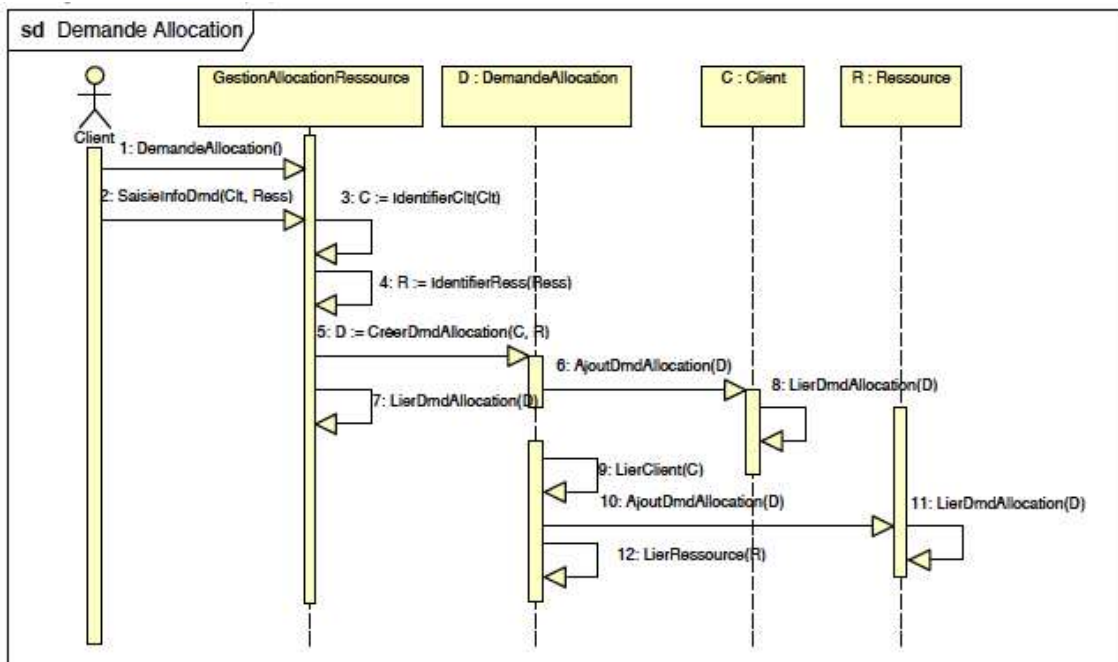 sd Demande Allocation
GestionAllocationRessource
D : DemandeAllocation
C : Client
R : Ressource
Client
1: DemandeAllocation()
2: SaisieInfoDmd(Clt, Ress)
3: C := IdentifierClt(Clt)
4: R := IdentifierRess(Ress)
5: D := CréerDmdAllocation(C, R)
6: AjoutDmdAllocation(D)
7: LierDmdAllocation(D)
8: LierDmdAllocation(D)
9: LierClient(C)
10: AjoutDmdAllocation(D)
11: LierDmdAllocation(D)
12: LierRessource(R)